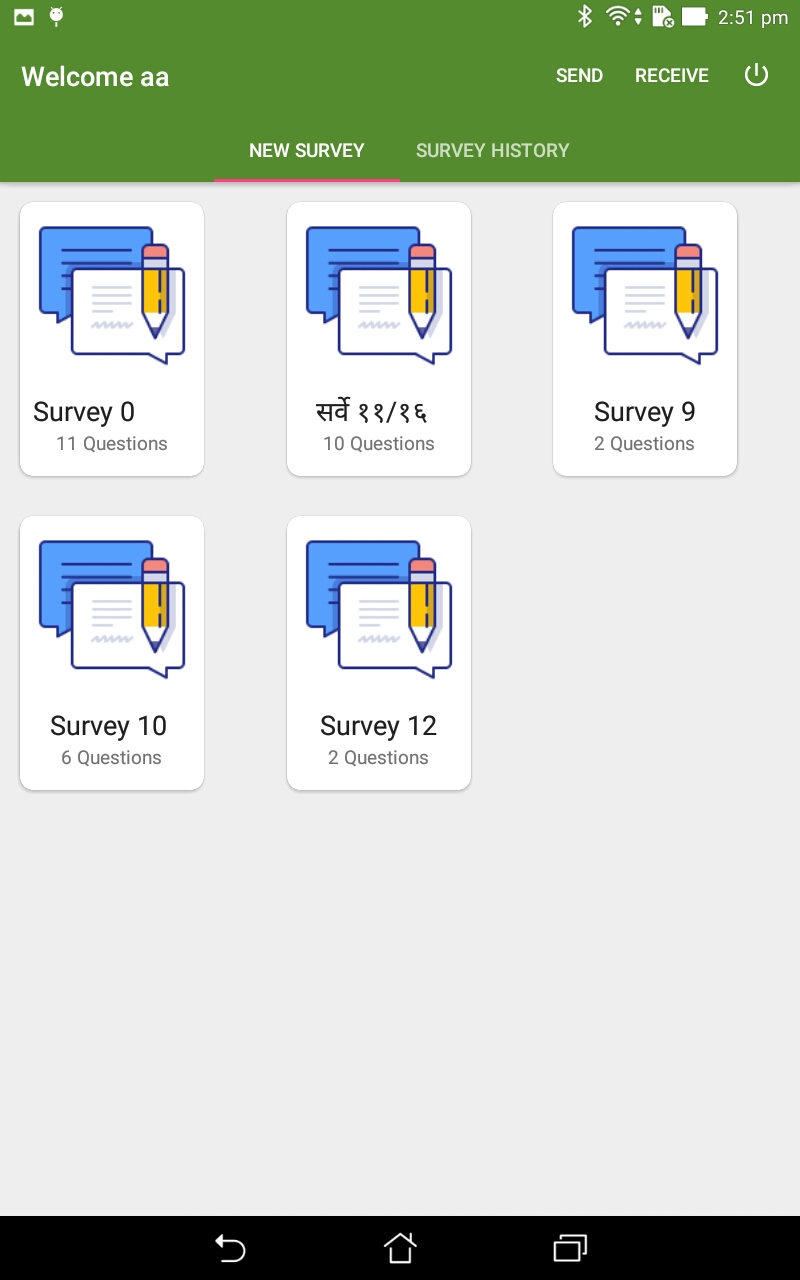 2:51 pm
Welcome aa
SEND
RECEIVE
NEW SURVEY
SURVEY HISTORY
Survey 0
11 Questions
सर्वे ११/१६
10 Questions
Survey 9
2 Questions
Survey 10
6 Questions
Survey 12
2 Questions